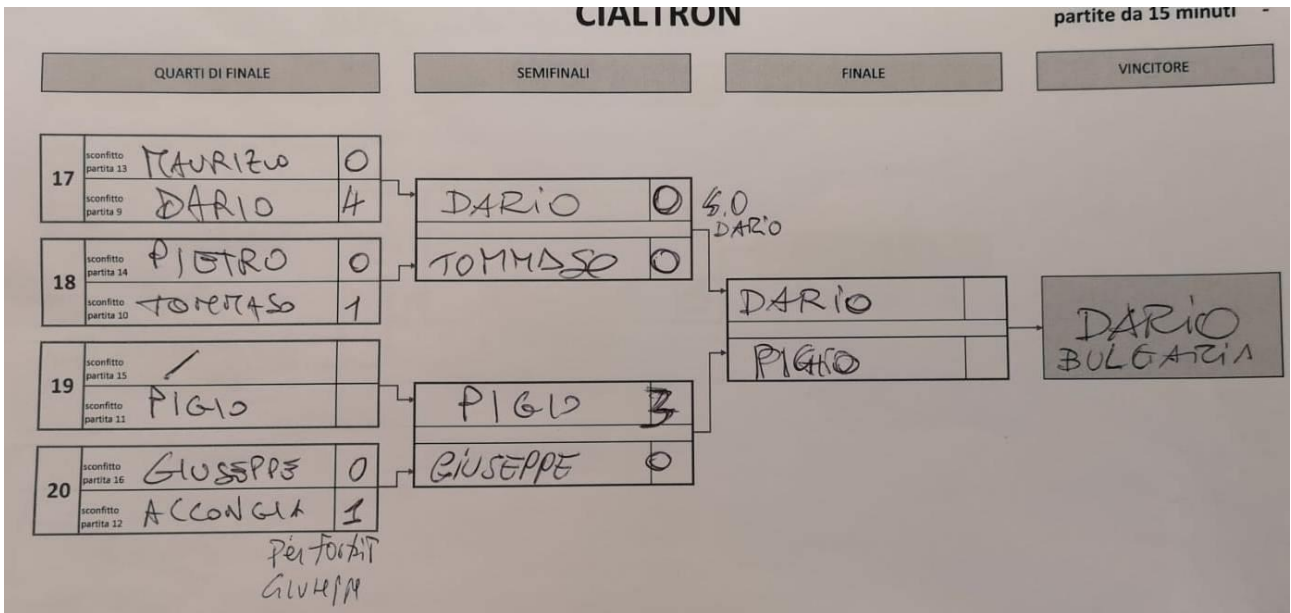 CIALTRON
partite da 15 minuti -
QUARTI DI FINALE
SEMIFINALI
FINALE
VINCITORE
17
sconfitto partita 13 MAURIZIO 0
sconfitto partita 9 DARIO 4
18
sconfitto partita 14 PIETRO 0
sconfitto partita 10 TOMMASO 1
19
sconfitto partita 15 /
sconfitto partita 11 PIGIO
20
sconfitto partita 16 GIUSEPPE 0
sconfitto partita 12 ACCONGIA 1
Per forfait
Giuseppe
DARIO 0
TOMMASO 0
S.O
DARIO
PIGIO 3
GIUSEPPE 0
DARIO
PIGIO
DARIO
BULGARIA